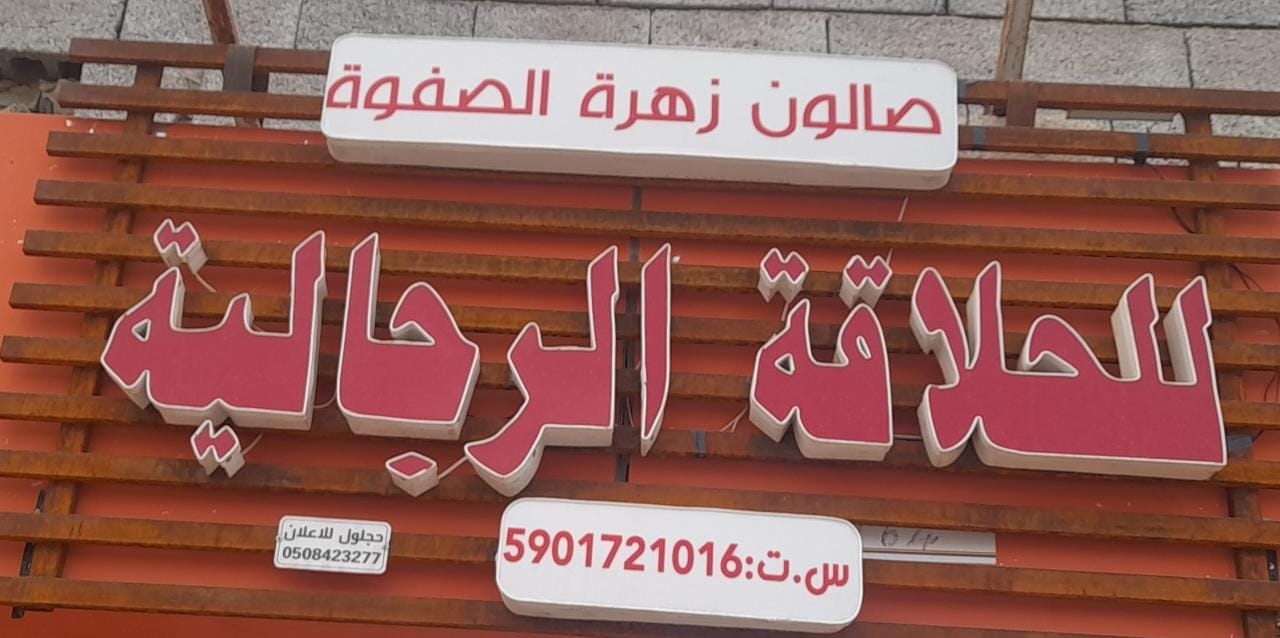 صالون زهرة الصفوة
للحلاقة الرجالية
س.ت:5901721016
حجلول للاعلان
0508423277